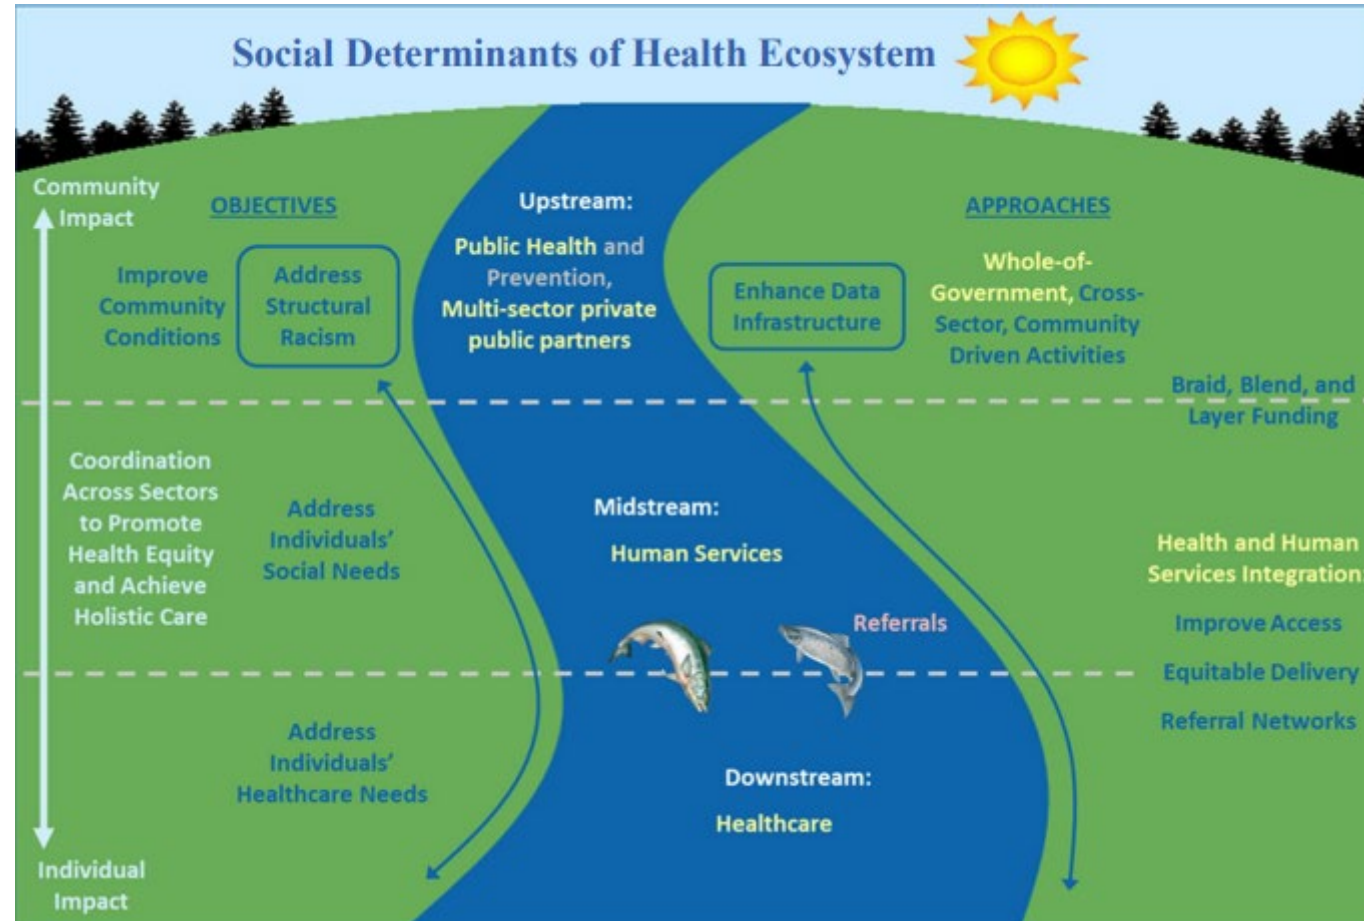 Social Determinants of Health Ecosystem
Community
Impact
OBJECTIVES
Improve
Community
Conditions
Address
Structural
Racism
Upstream:
Public Health and
Prevention,
Multi-sector private
public partners
APPROACHES
Enhance Data
Infrastructure
Whole-of-
Government, Cross-
Sector, Community
Driven Activities
Braid, Blend, and
Layer Funding
Coordination
Across Sectors
to Promote
Health Equity
and Achieve
Holistic Care
Address
Individuals'
Social Needs
Midstream:
Human Services
Referrals
Health and Human
Services Integration:
Improve Access
Equitable Delivery
Referral Networks
Address
Individuals'
Healthcare Needs
Downstream:
Healthcare
Individual
Impact